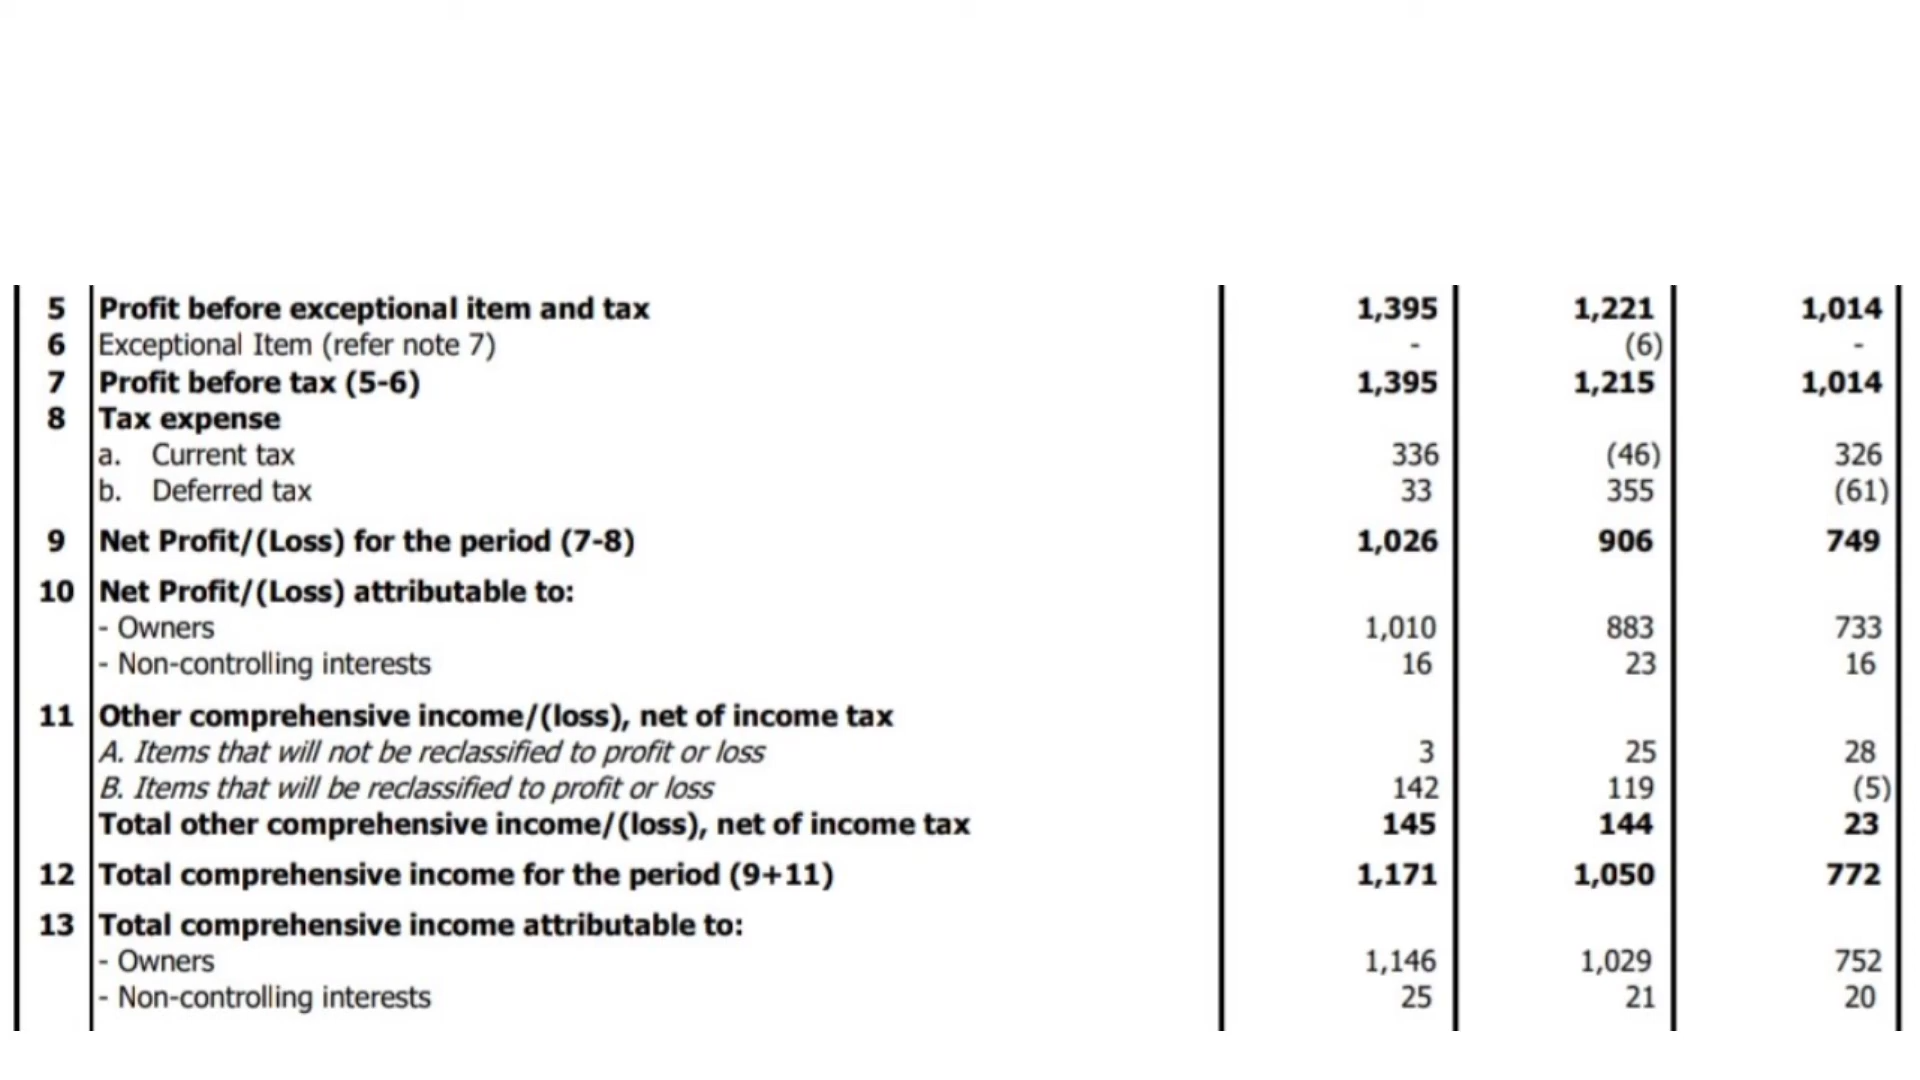 5 Profit before exceptional item and tax 1,395 1,221 1,014
6 Exceptional Item (refer note 7) - (6) -
7 Profit before tax (5-6) 1,395 1,215 1,014
8 Tax expense
a. Current tax 336 (46) 326
b. Deferred tax 33 355 (61)
9 Net Profit/(Loss) for the period (7-8) 1,026 906 749
10 Net Profit/(Loss) attributable to:
- Owners 1,010 883 733
- Non-controlling interests 16 23 16
11 Other comprehensive income/(loss), net of income tax
A. Items that will not be reclassified to profit or loss 3 25 28
B. Items that will be reclassified to profit or loss 142 119 (5)
Total other comprehensive income/(loss), net of income tax 145 144 23
12 Total comprehensive income for the period (9+11) 1,171 1,050 772
13 Total comprehensive income attributable to:
- Owners 1,146 1,029 752
- Non-controlling interests 25 21 20